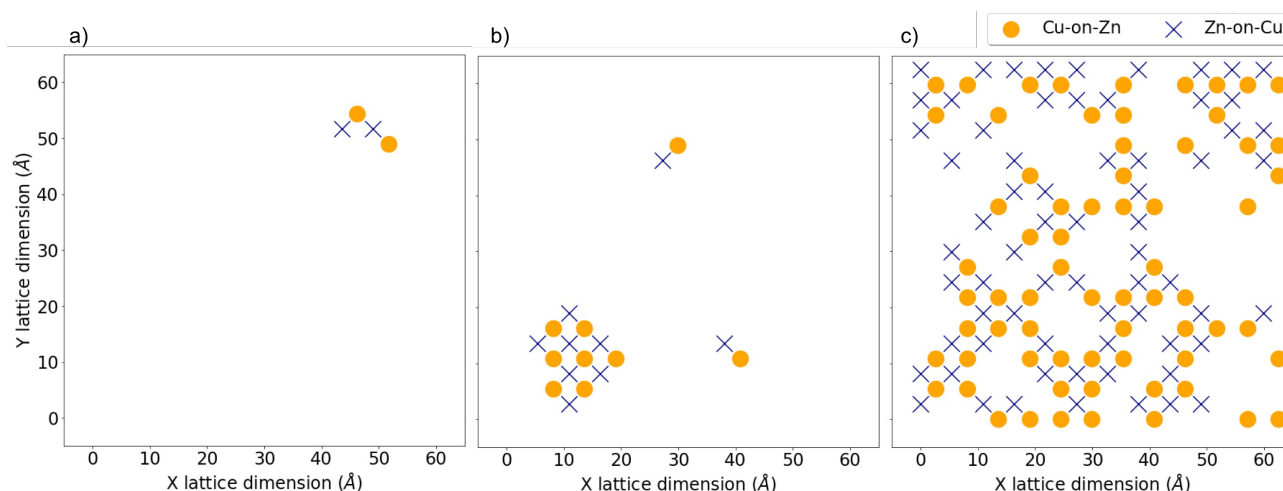 a)
b)
c)
Cu-on-Zn Zn-on-Cu
Y lattice dimension (Å)
60
50
40
30
20
10
0
0 10 20 30 40 50 60
0 10 20 30 40 50 60
0 10 20 30 40 50 60
X lattice dimension (Å)
X lattice dimension (Å)
X lattice dimension (Å)